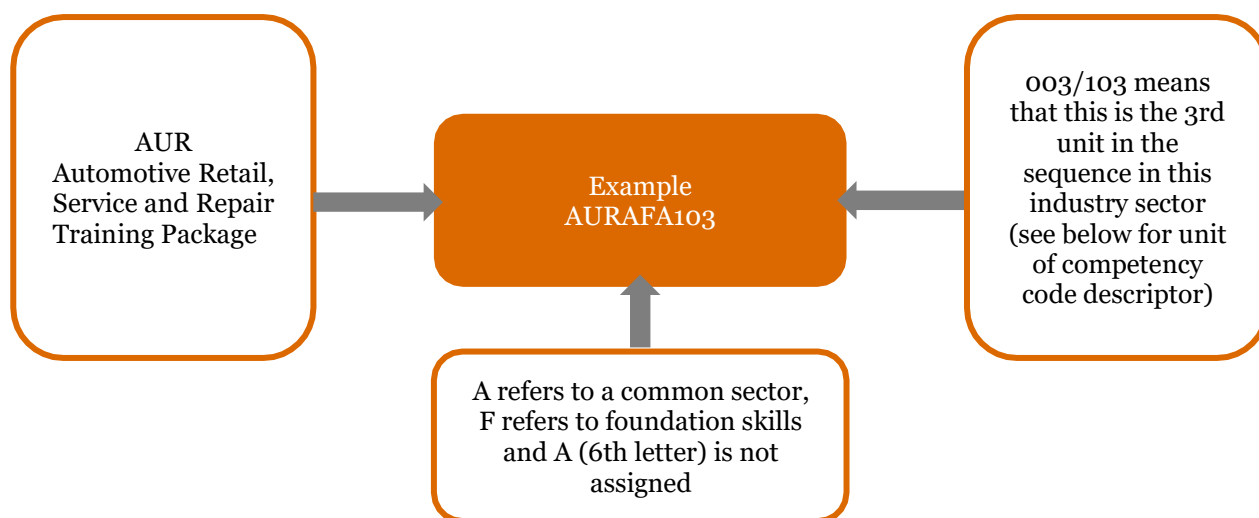 AUR
Automotive Retail,
Service and Repair
Training Package
Example
AURAFA103
003/103 means
that this is the 3rd
unit in the
sequence in this
industry sector
(see below for unit
of competency
code descriptor)
A refers to a common sector,
F refers to foundation skills
and A (6th letter) is not
assigned